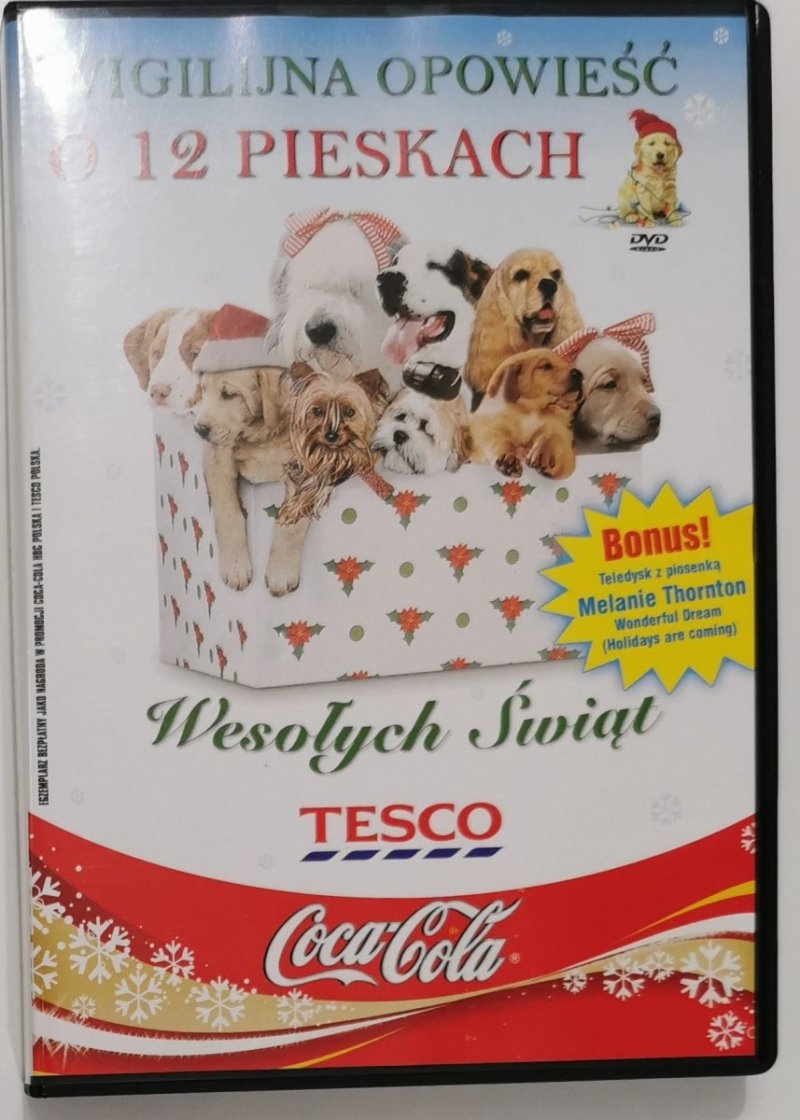 WIGILIJNA OPOWIEŚĆ
O 12 PIESKACH
DVD
VIDEO
EGZEMPLARZ BEZPŁATNY JAKO NAGRODA W PROMOCJI COCA-COLA HBC POLSKA I TESCO POLSKA.
Bonus!
Teledysk z piosenką
Melanie Thornton
Wonderful Dream
(Holidays are coming)
Wesołych Świąt
TESCO
Coca-Cola®